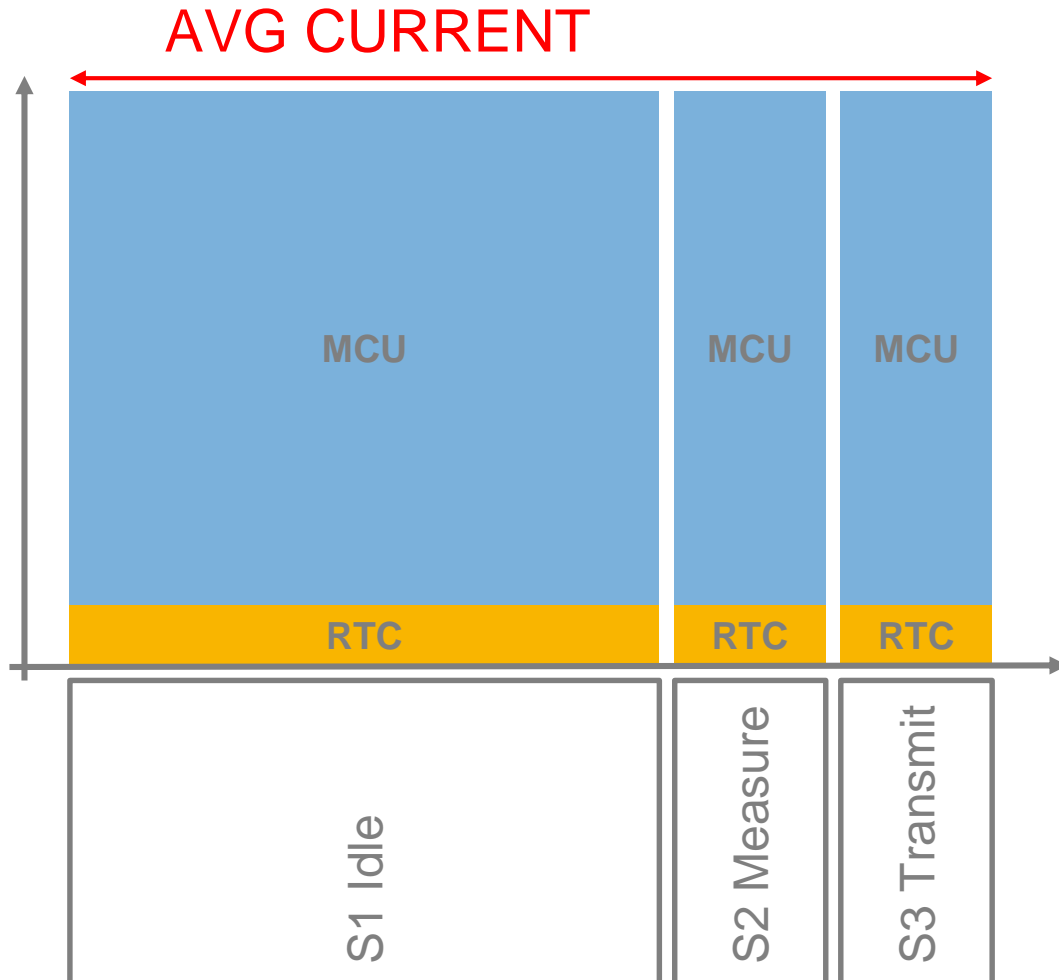 AVG CURRENT
MCU
MCU
MCU
RTC
RTC
RTC
S1 Idle
S2 Measure
S3 Transmit